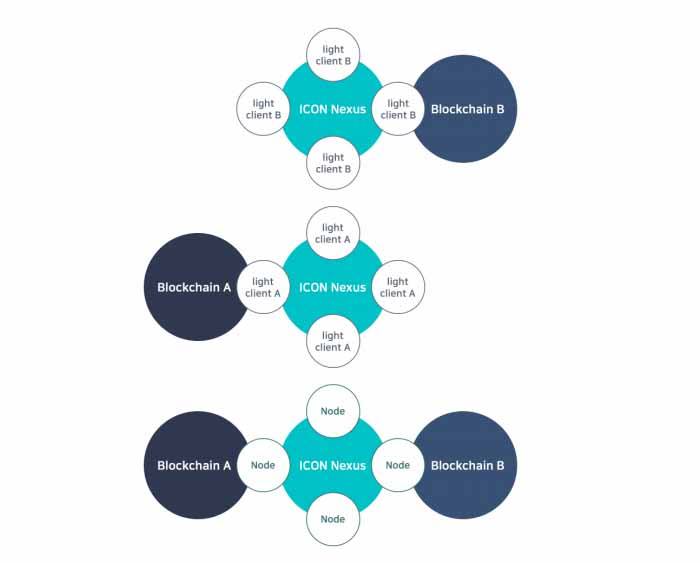 light
client B
light
client B
ICON Nexus
light
client B
Blockchain B
light
client B
light
client A
Blockchain A
light
client A
ICON Nexus
light
client A
light
client A
Node
Blockchain A
Node
ICON Nexus
Node
Blockchain B
Node